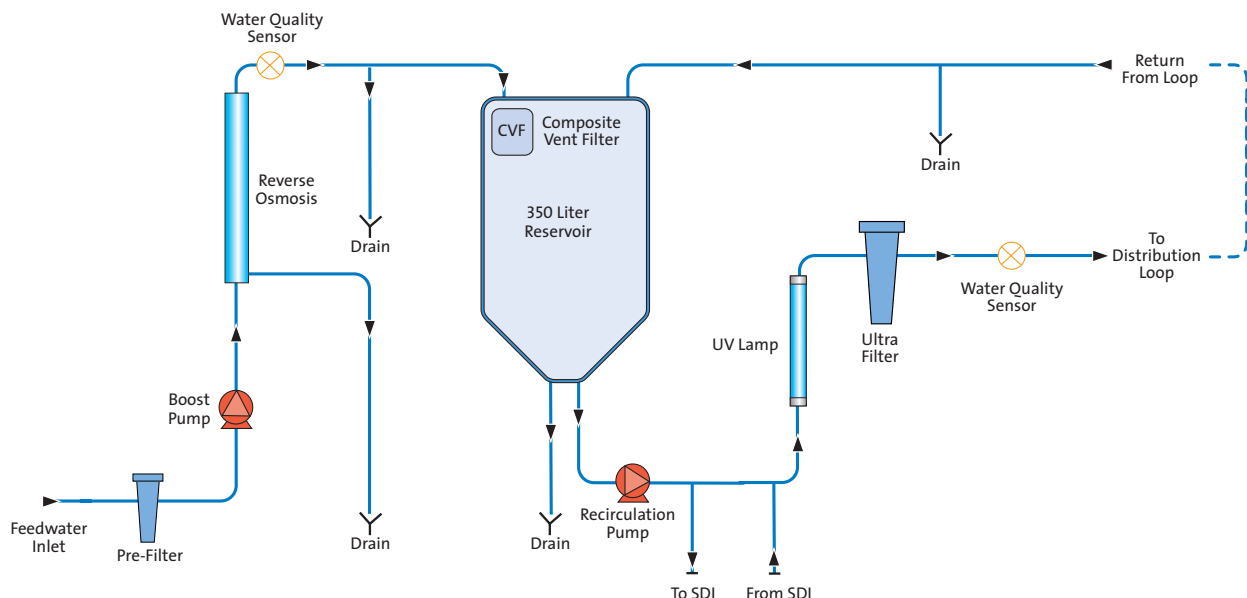 Water Quality
Sensor
Return
From Loop
CVF
Composite
Vent Filter
Drain
Reverse
Osmosis
350 Liter
Reservoir
Drain
To
Distribution
Loop
Water Quality
Sensor
UV Lamp
Ultra
Filter
Boost
Pump
Feedwater
Inlet
Pre-Filter
Drain
Drain
Recirculation
Pump
To SDI
From SDI